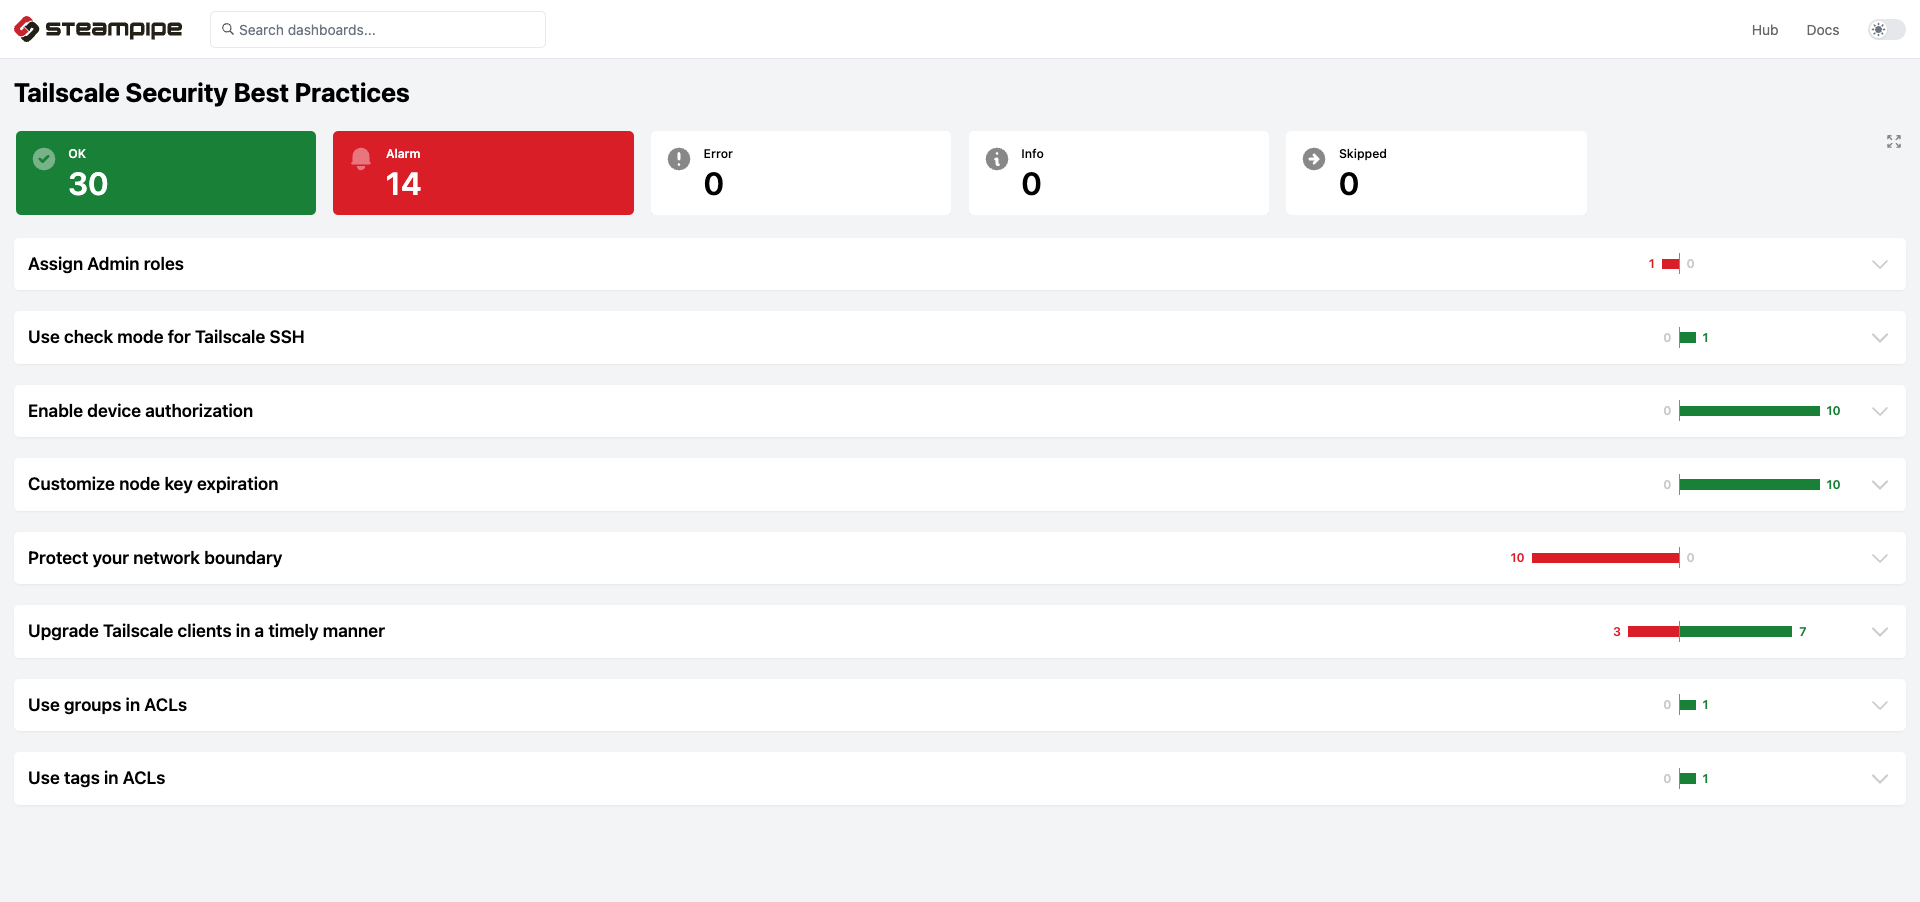 steampipe
Search dashboards...
Hub
Docs
Tailscale Security Best Practices
OK
30
Alarm
14
Error
0
Info
0
Skipped
0
Assign Admin roles
1 0
Use check mode for Tailscale SSH
0 1
Enable device authorization
0 10
Customize node key expiration
0 10
Protect your network boundary
10 0
Upgrade Tailscale clients in a timely manner
3 7
Use groups in ACLs
0 1
Use tags in ACLs
0 1